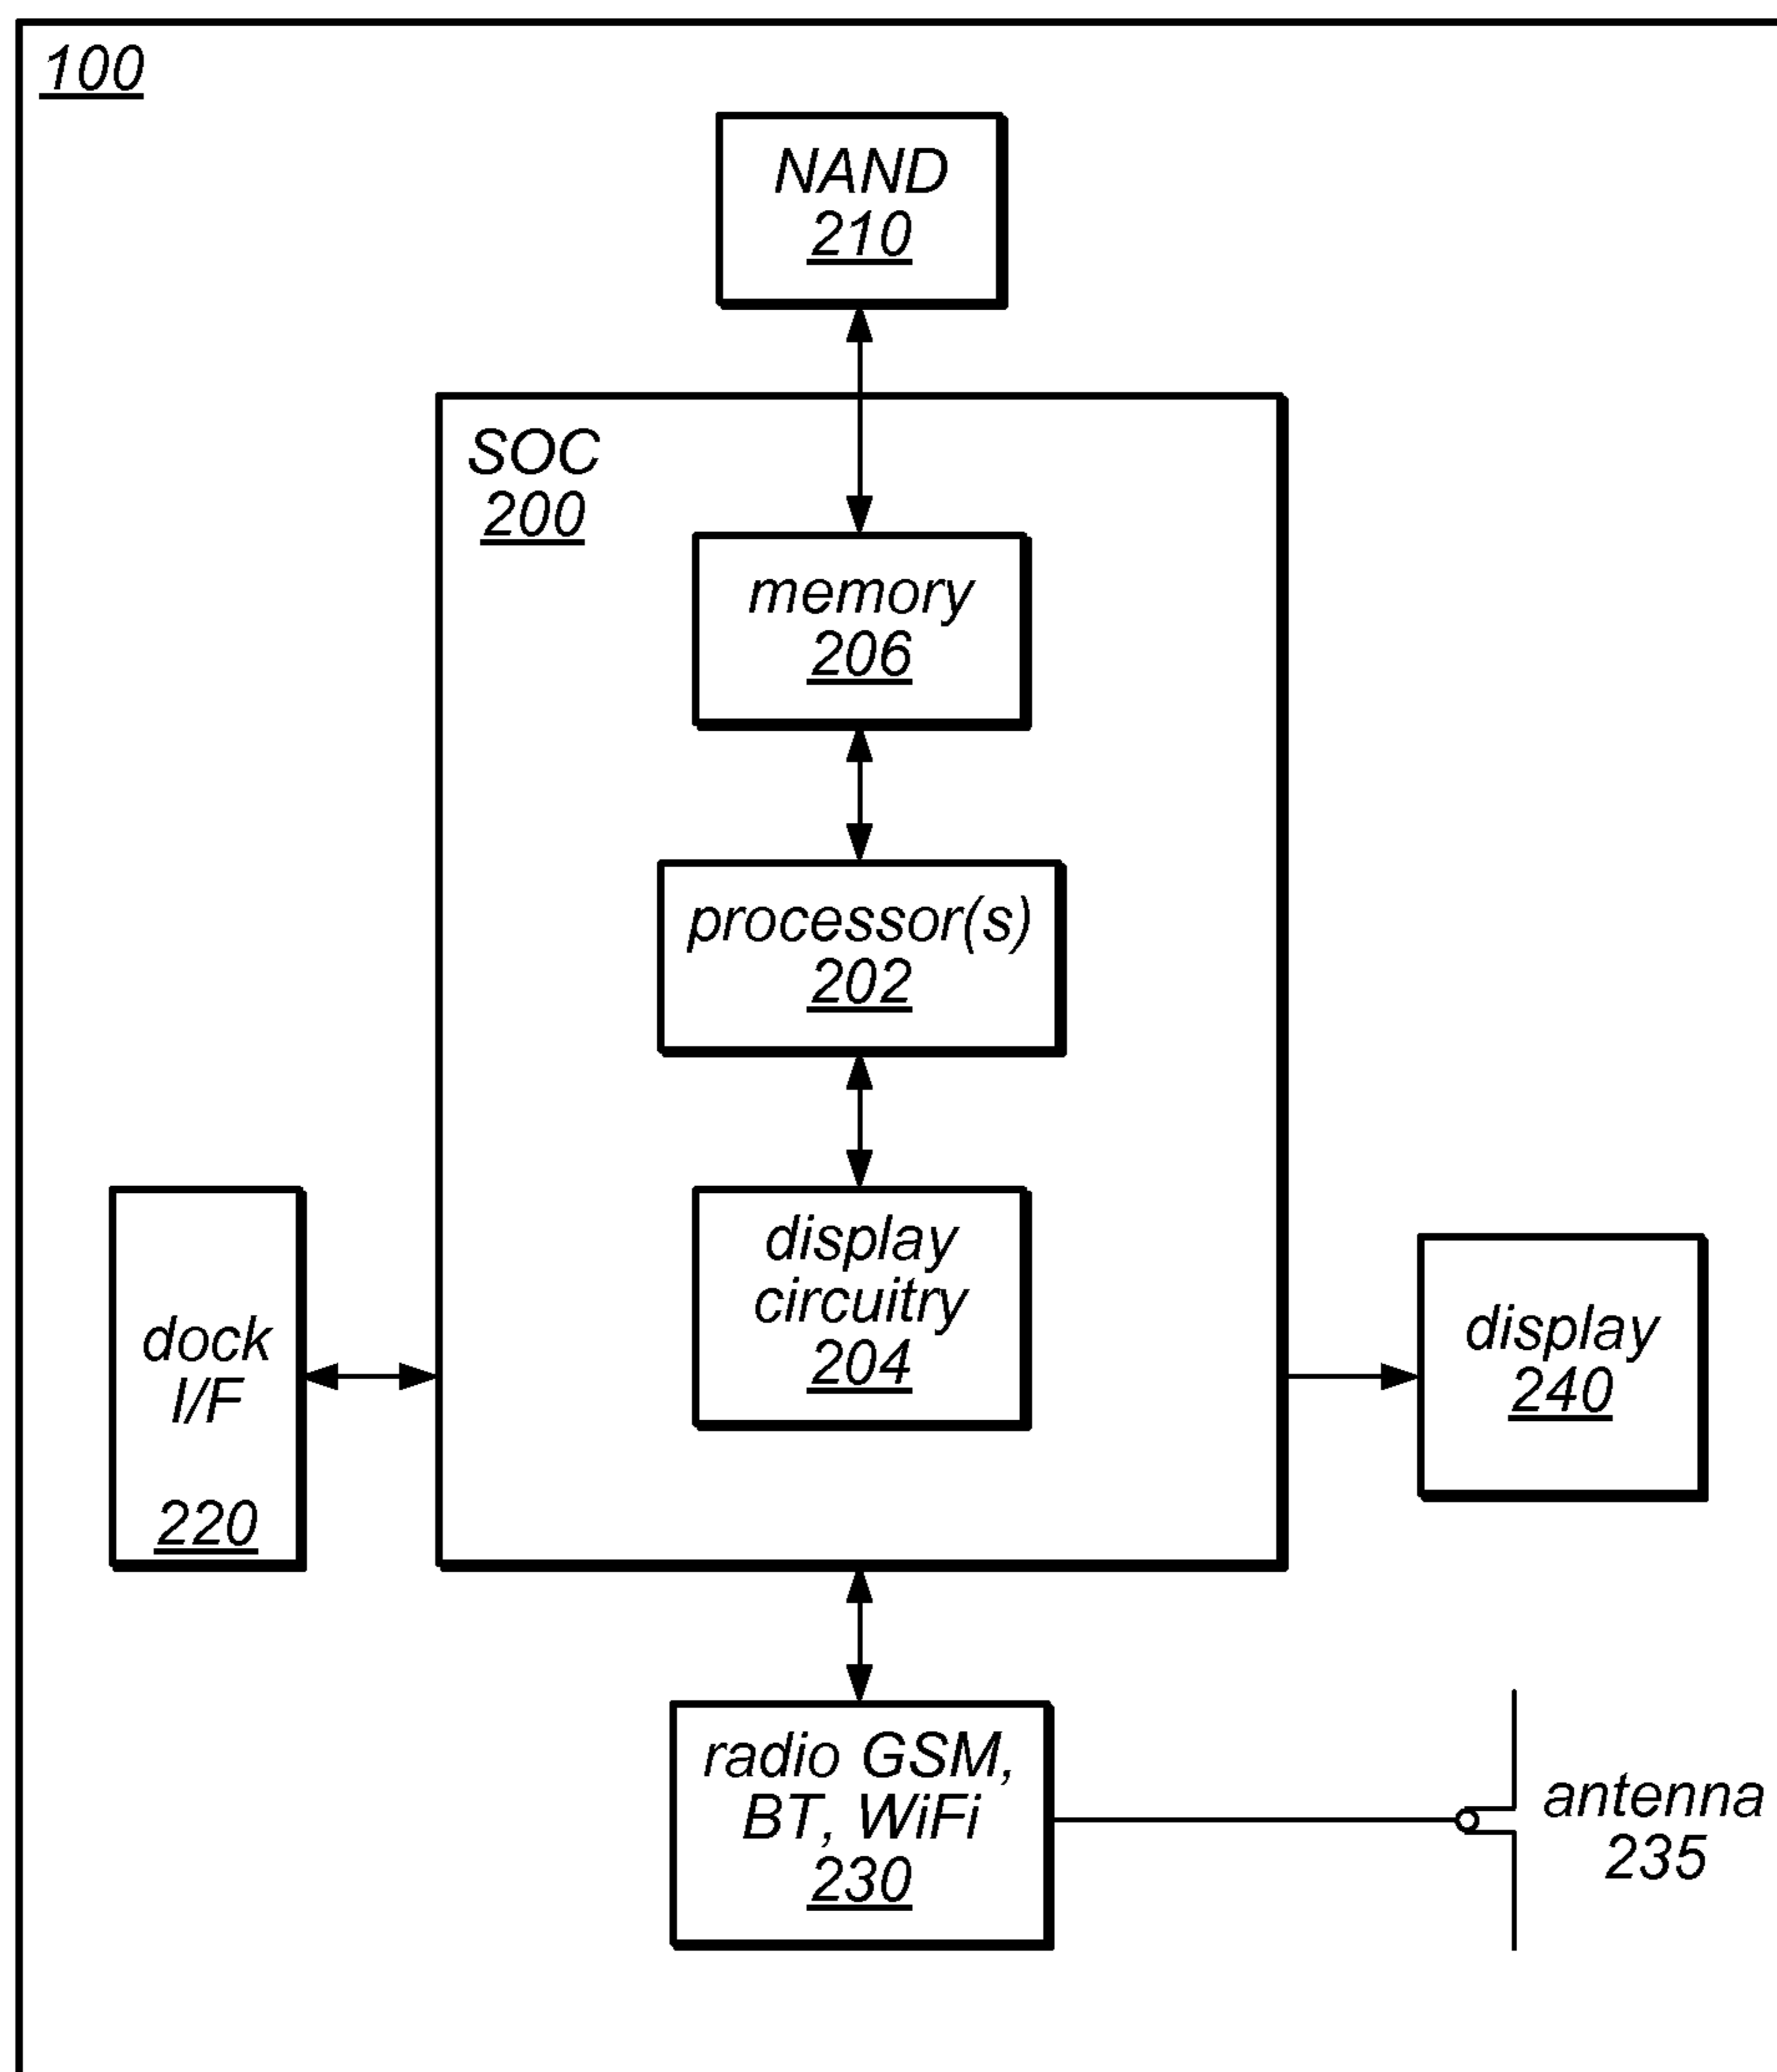 100
NAND
210
SOC
200
memory
206
processor(s)
202
display
circuitry
204
dock
I/F
220
display
240
radio GSM,
BT, WiFi
230
antenna
235